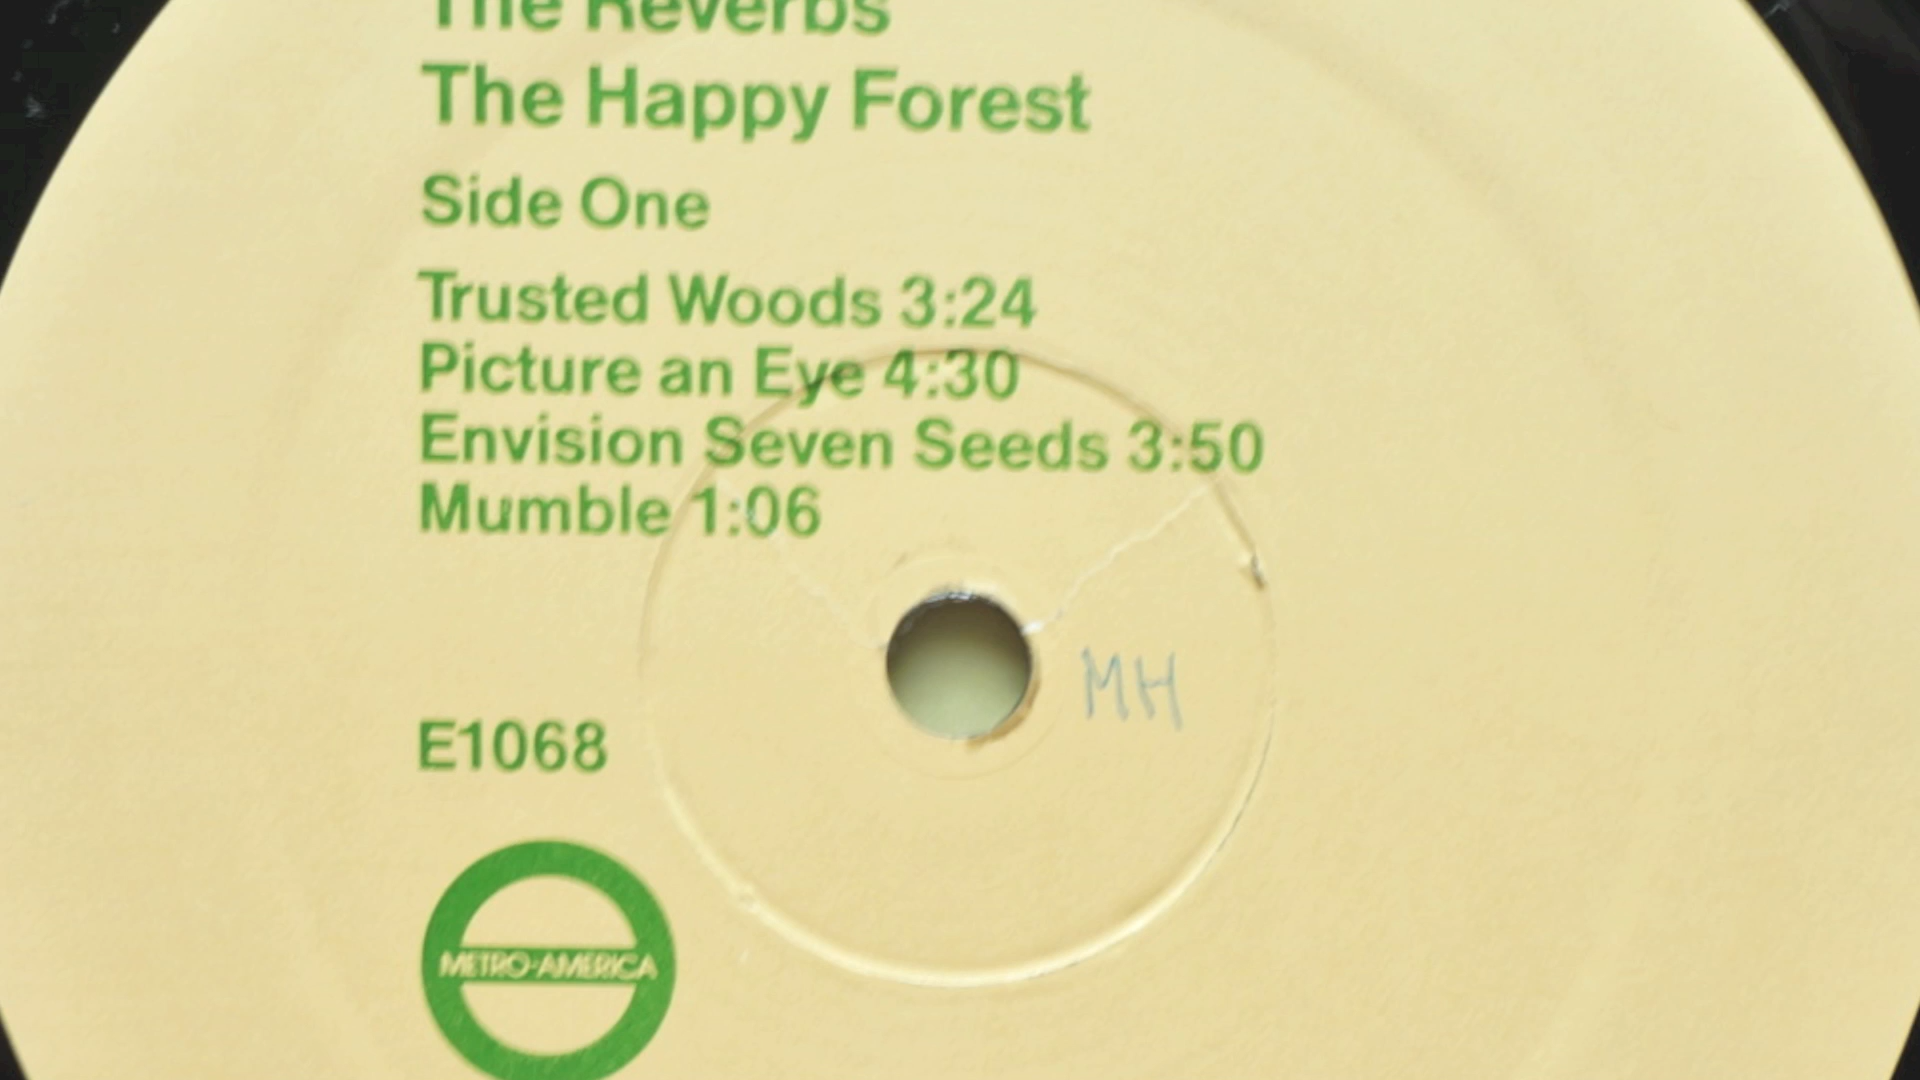 The Reverbs
The Happy Forest
Side One
Trusted Woods 3:24
Picture an Eye 4:30
Envision Seven Seeds 3:50
Mumble 1:06
MH
E1068
METRO-AMERICA